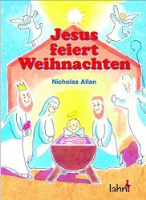 Jesus
feiert
Weihnachten
Nicholas Allan
lahn